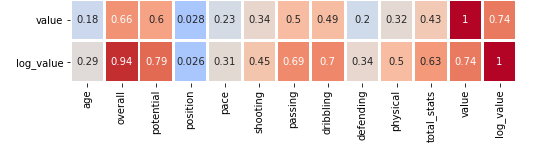 value 0.18 0.66 0.6 0.028 0.23 0.34 0.5 0.49 0.2 0.32 0.43 1 0.74
log_value 0.29 0.94 0.79 0.026 0.31 0.45 0.69 0.7 0.34 0.5 0.63 0.74 1
age
overall
potential
position
pace
shooting
passing
dribbling
defending
physical
total_stats
value
log_value